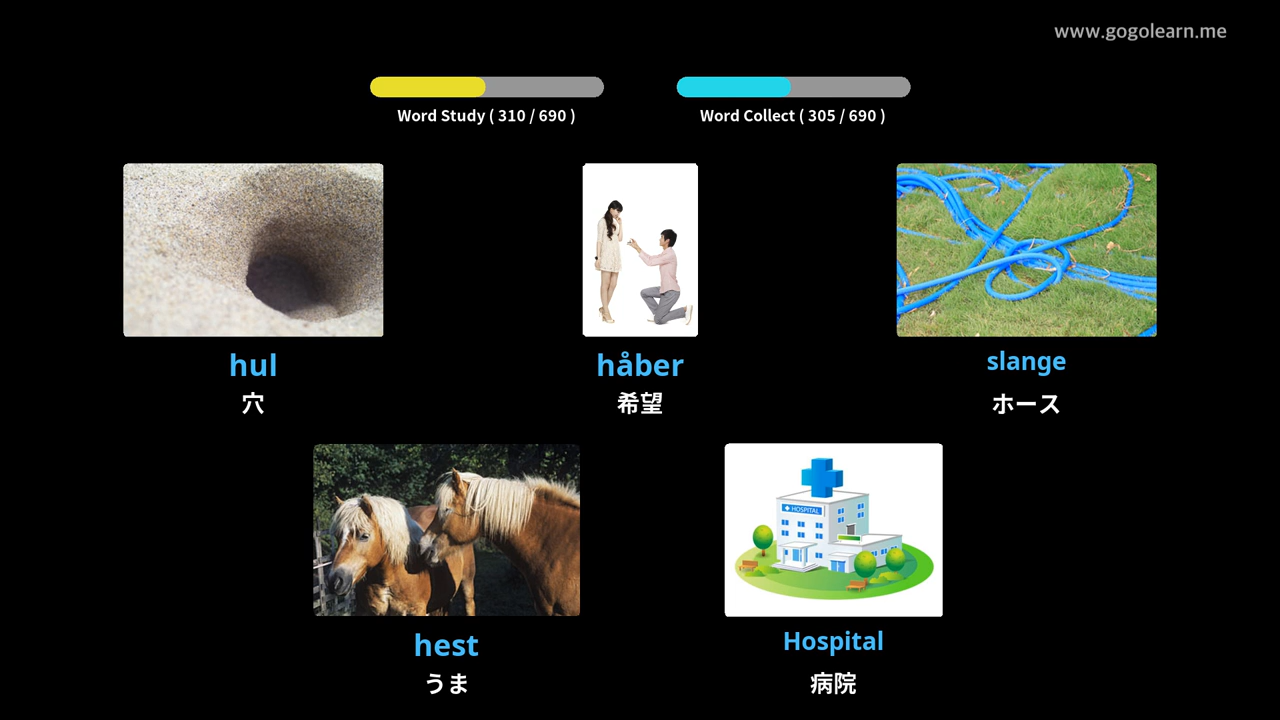 www.gogolearn.me
Word Study ( 310 / 690 )
Word Collect ( 305 / 690 )
hul
穴
håber
希望
slange
ホース
HOSPITAL
hest
うま
Hospital
病院